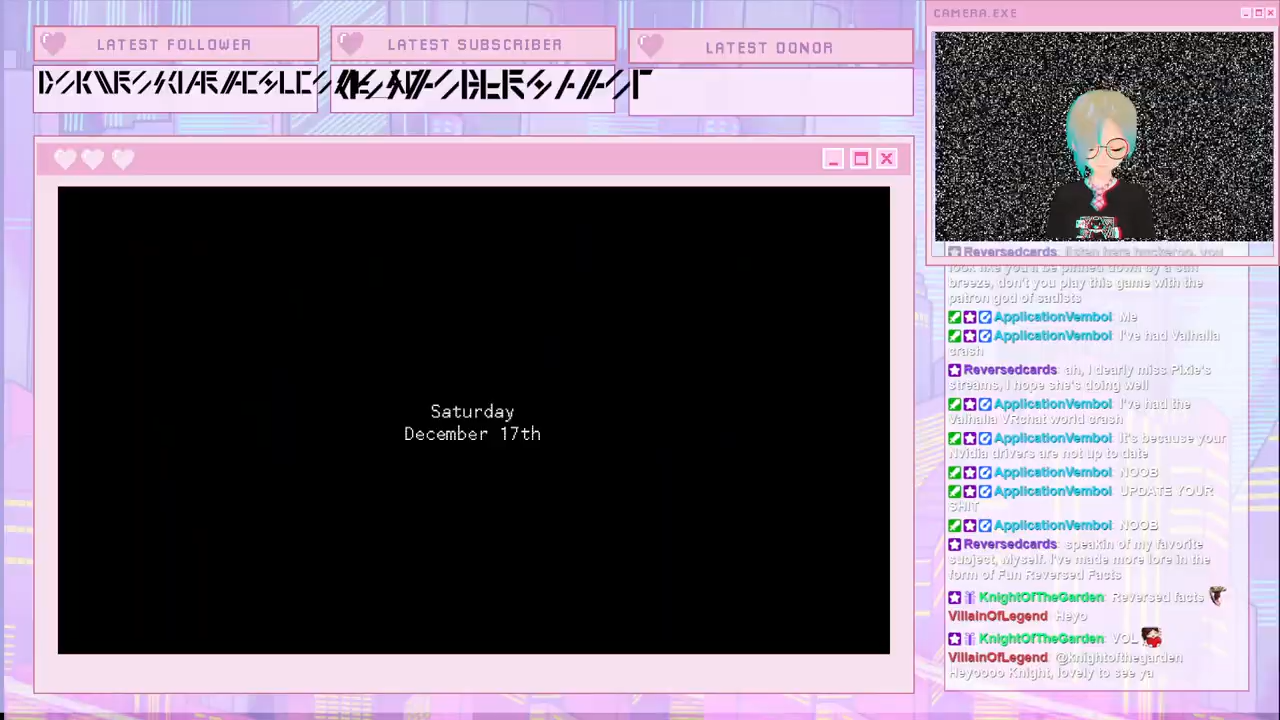 CAMERA.EXE
LATEST FOLLOWER
LATEST SUBSCRIBER
LATEST DONOR
Saturday
December 17th
Reversedcards: listen here buckeroo, you
look like you'll be pinned down by a
breeze, don't you play this game with the
patron god of sadists
ApplicationVembol: Me
ApplicationVembol: I've had Valhalla
crash
Reversedcards: ah, I dearly miss Pixie's
streams, I hope she's doing well
ApplicationVembol: I've had the
Valhalla VRchat world crash
ApplicationVembol: It's because your
Nvidia drivers are not up to date
ApplicationVembol: NOOB
ApplicationVembol: UPDATE YOUR
SHIT
ApplicationVembol: NOOB
Reversedcards: speakin of my favorite
subject, Myself. I've made more lore in the
form of Fun Reversed Facts
KnightOfTheGarden: Reversed facts
VillainOfLegend: Heyo
KnightOfTheGarden: VOL
VillainOfLegend: @knightofthegarden
Heyoooo Knight, lovely to see ya